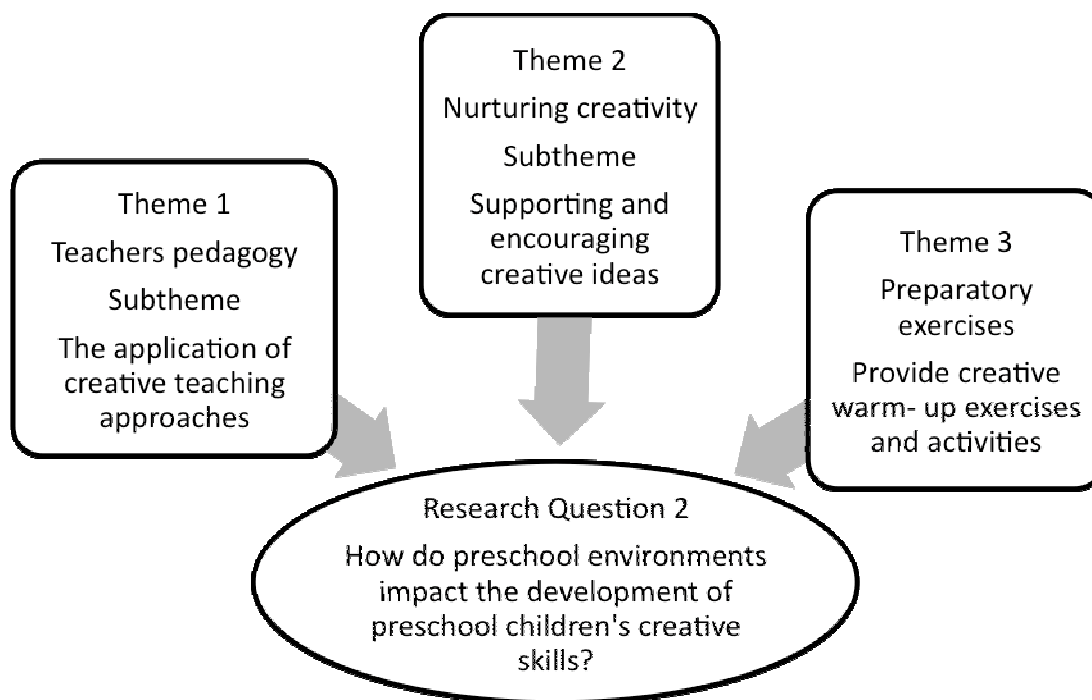 Theme 1
Teachers pedagogy
Subtheme
The application of
creative teaching
approaches
Theme 2
Nurturing creativity
Subtheme
Supporting and
encouraging
creative ideas
Theme 3
Preparatory
exercises
Provide creative
warm- up exercises
and activities
Research Question 2
How do preschool environments
impact the development of
preschool children's creative
skills?